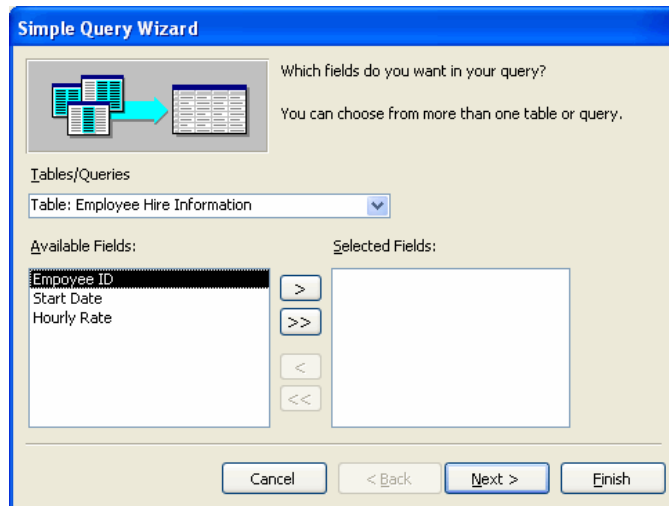 Simple Query Wizard
Which fields do you want in your query?
You can choose from more than one table or query.
Tables/Queries
Table: Employee Hire Information
Available Fields:
Selected Fields:
Empoyee ID
Start Date
Hourly Rate
>
>>
<
<<
Cancel
< Back
Next >
Finish